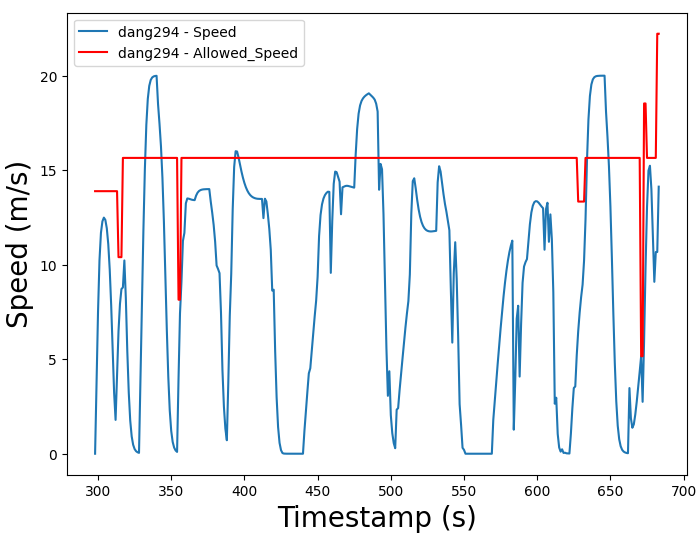 dang294 - Speed
dang294 - Allowed_Speed
Speed (m/s)
20
15
10
5
0
300 350 400 450 500 550 600 650 700
Timestamp (s)